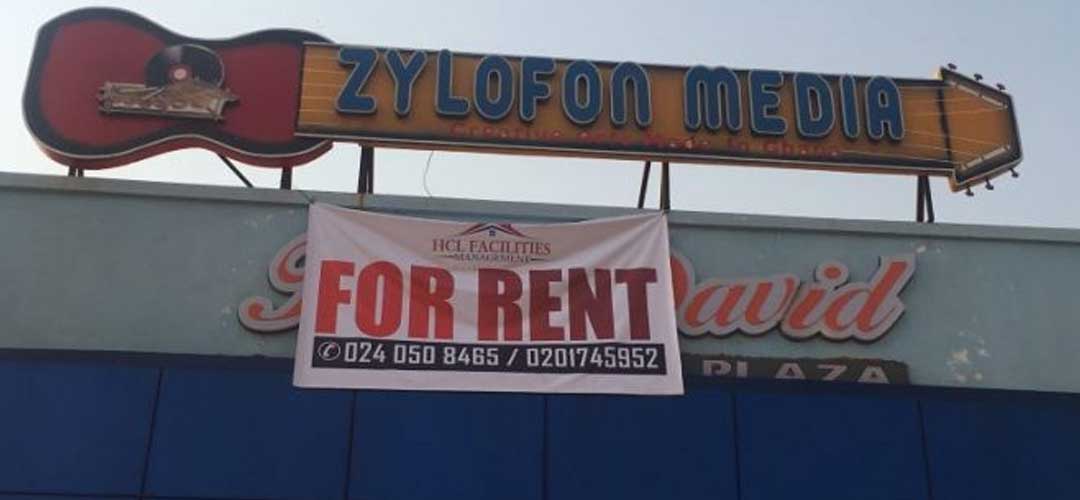 ZYLOFON MEDIA
HCL FACILITIES
MANAGEMENT
FOR RENT
024 050 8465 / 0201745952
David
PLAZA